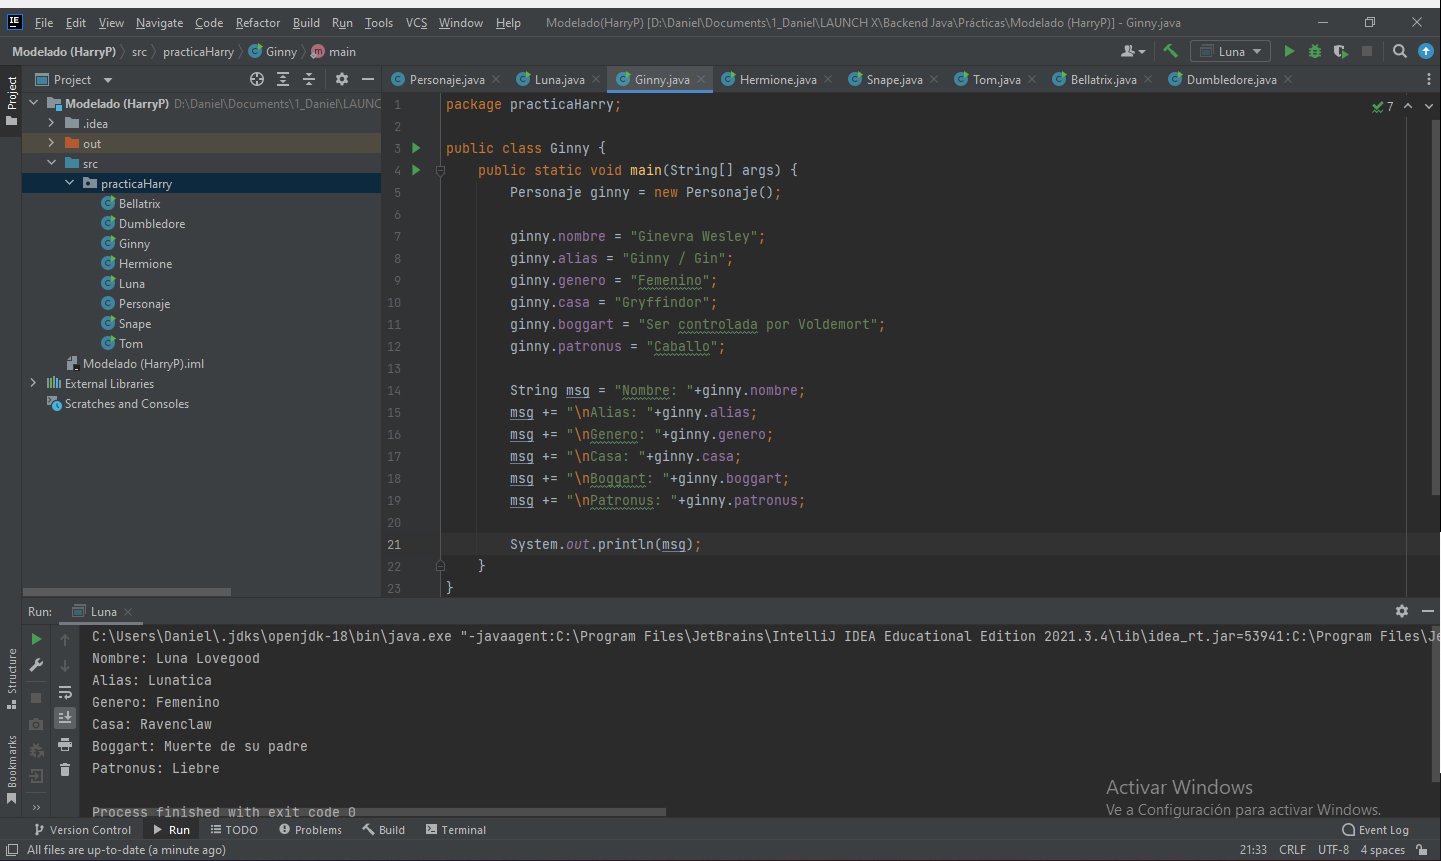 File Edit View Navigate Code Refactor Build Run Tools VCS Window Help Modelado(HarryP) [D:\Daniel\Documents\1_Daniel\LAUNCH X\Backend Java\Prácticas\Modelado (HarryP)] - Ginny.java
Modelado (HarryP) src practicaHarry Ginny main Luna
Project
Project
Personaje.java Luna.java Ginny.java Hermione.java Snape.java Tom.java Bellatrix.java Dumbledore.java
Modelado (HarryP) D:\Daniel\Documents\1_Daniel\LAUNC
.idea
out
src
practicaHarry
Bellatrix
Dumbledore
Ginny
Hermione
Luna
Personaje
Snape
Tom
Modelado (HarryP).iml
External Libraries
Scratches and Consoles
7
1 package practicaHarry;
2
3 public class Ginny {
4 public static void main(String[] args) {
5 Personaje ginny = new Personaje();
6
7 ginny.nombre = "Ginevra Wesley";
8 ginny.alias = "Ginny / Gin";
9 ginny.genero = "Femenino";
10 ginny.casa = "Gryffindor";
11 ginny.boggart = "Ser controlada por Voldemort";
12 ginny.patronus = "Caballo";
13
14 String msg = "Nombre: "+ginny.nombre;
15 msg += "\nAlias: "+ginny.alias;
16 msg += "\nGenero: "+ginny.genero;
17 msg += "\nCasa: "+ginny.casa;
18 msg += "\nBoggart: "+ginny.boggart;
19 msg += "\nPatronus: "+ginny.patronus;
20
21 System.out.println(msg);
22 }
23 }
Run: Luna
C:\Users\Daniel\.jdks\openjdk-18\bin\java.exe "-javaagent:C:\Program Files\JetBrains\IntelliJ IDEA Educational Edition 2021.3.4\lib\idea_rt.jar=53941:C:\Program Files\Je
Nombre: Luna Lovegood
Alias: Lunatica
Genero: Femenino
Casa: Ravenclaw
Boggart: Muerte de su padre
Patronus: Liebre
Process finished with exit code 0
Structure
Bookmarks
Activar Windows
Ve a Configuración para activar Windows.
Version Control Run TODO Problems Build Terminal Event Log
All files are up-to-date (a minute ago) 21:33 CRLF UTF-8 4 spaces